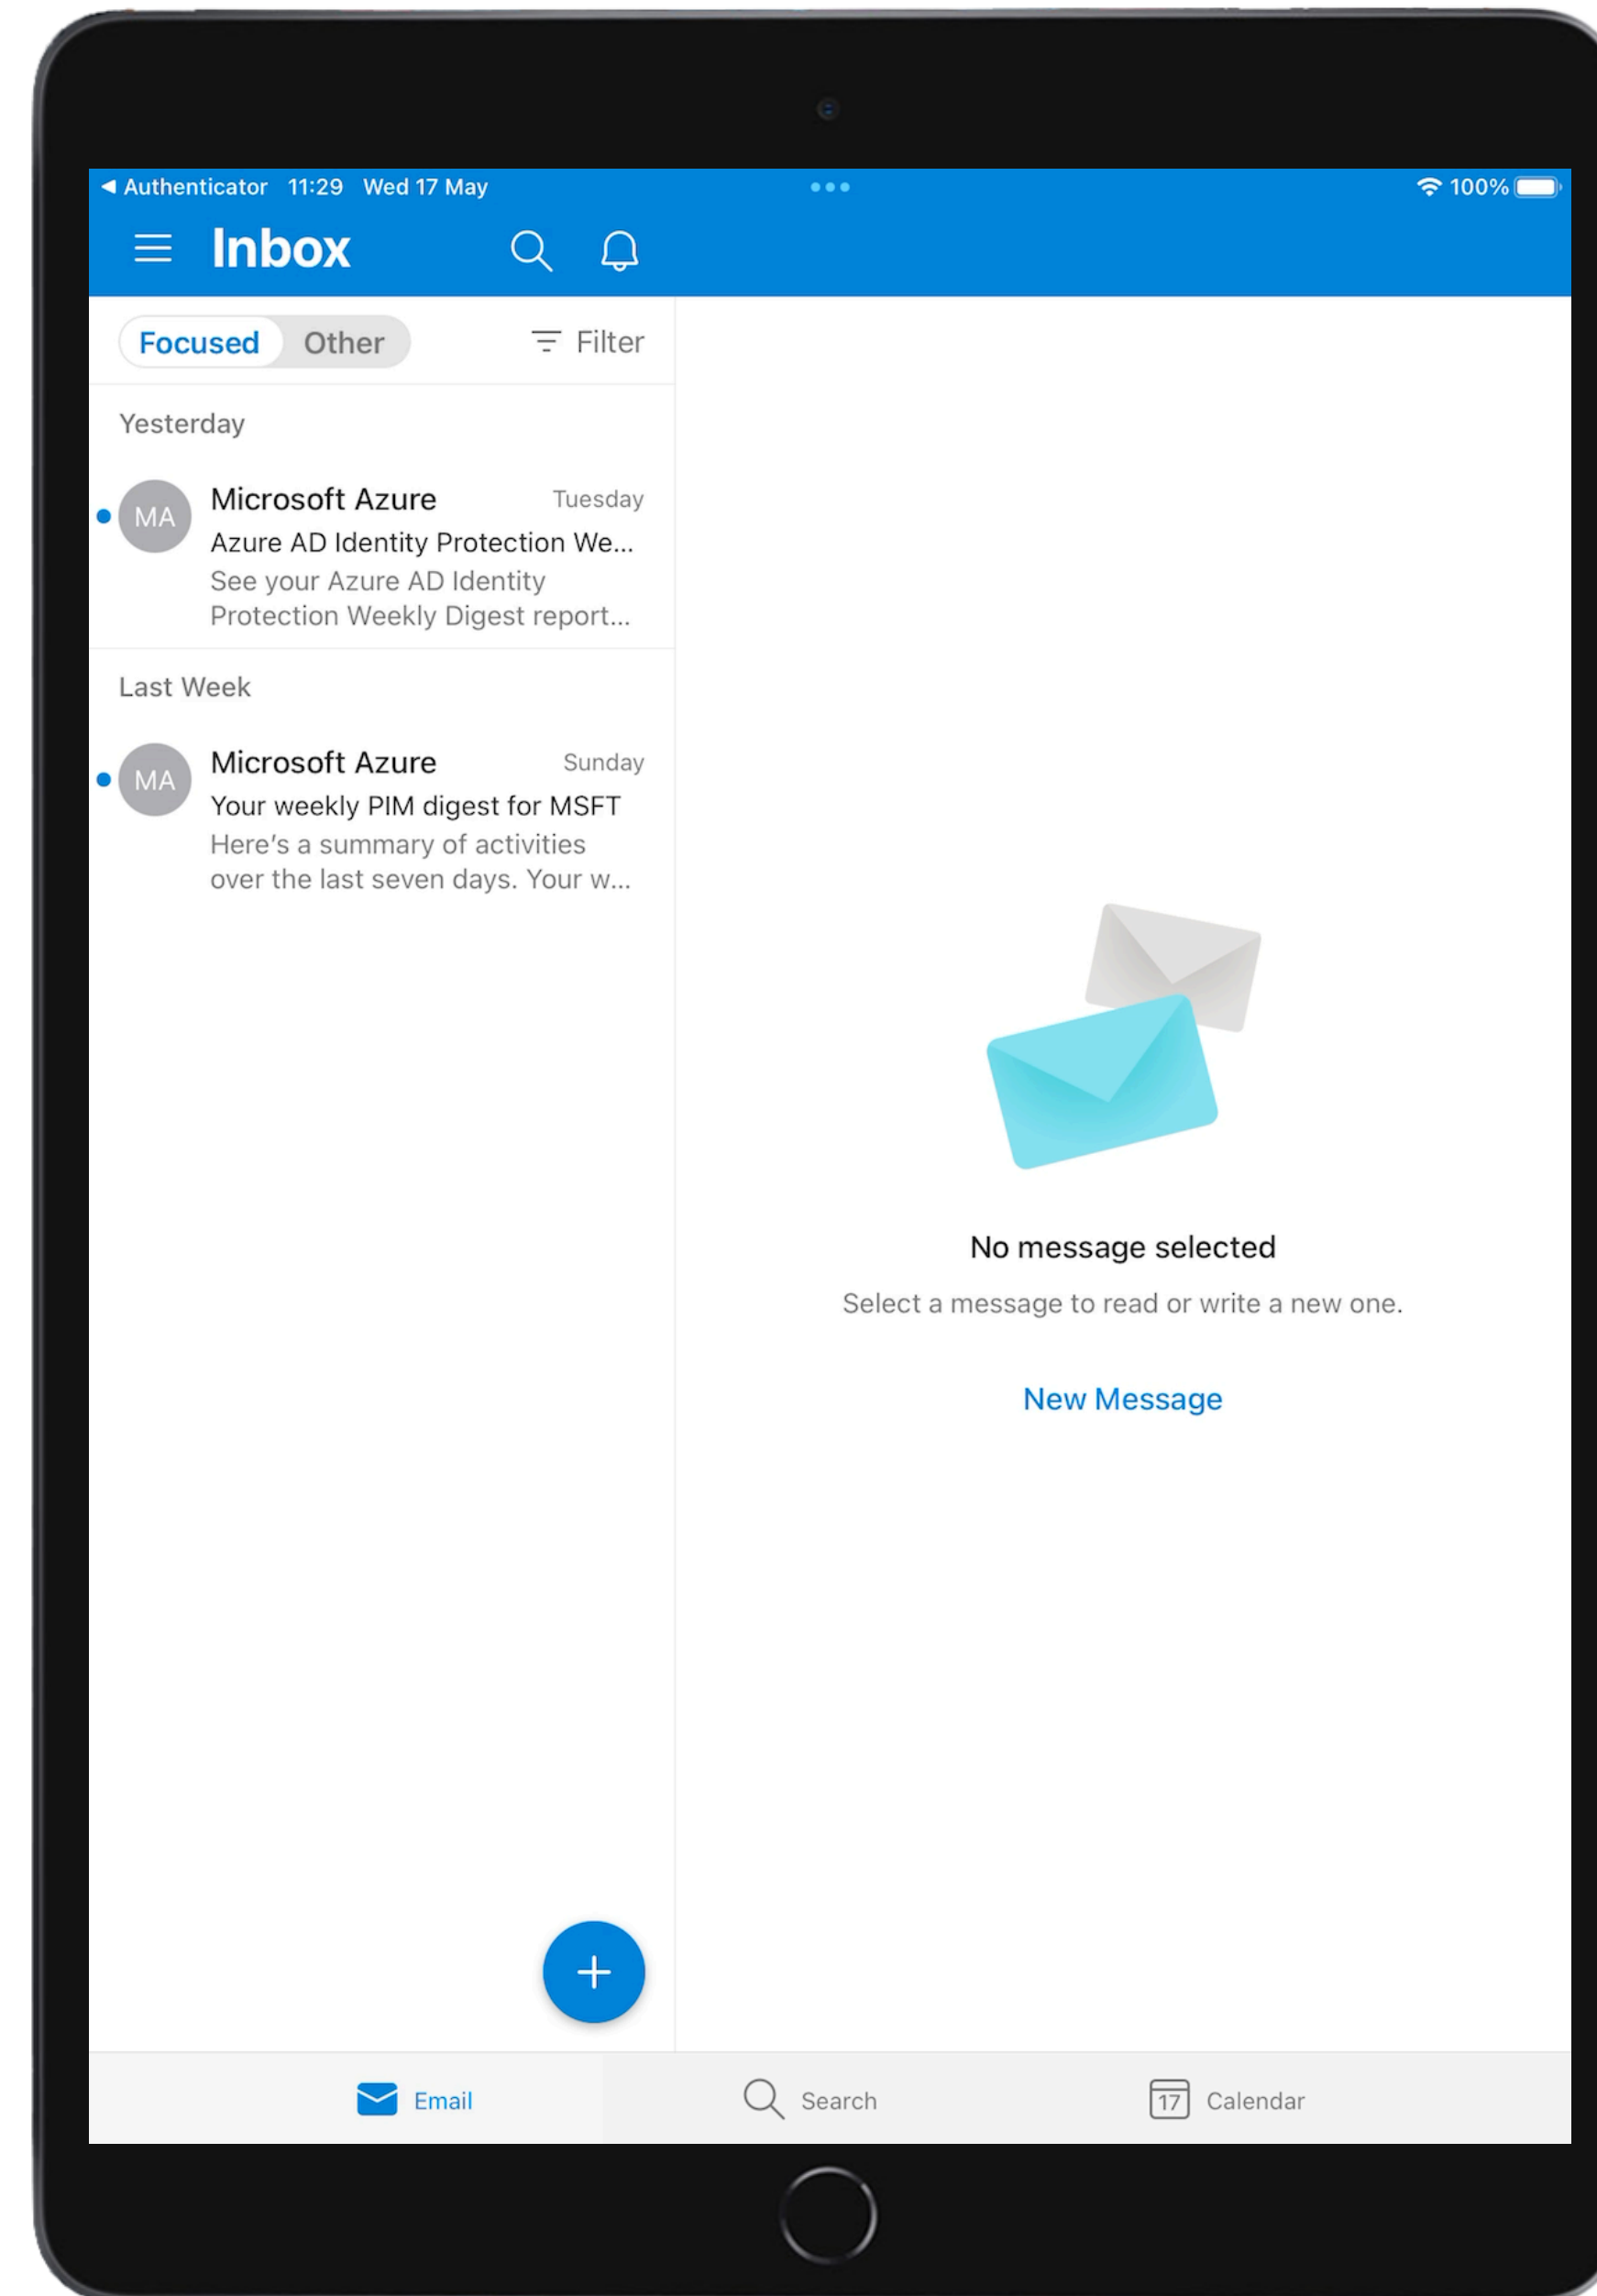 Authenticator 11:29 Wed 17 May 100%
Inbox
Focused Other Filter
Yesterday
MA
Microsoft Azure Tuesday
Azure AD Identity Protection We...
See your Azure AD Identity
Protection Weekly Digest report...
Last Week
MA
Microsoft Azure Sunday
Your weekly PIM digest for MSFT
Here's a summary of activities
over the last seven days. Your w...
No message selected
Select a message to read or write a new one.
New Message
Email Search 17 Calendar